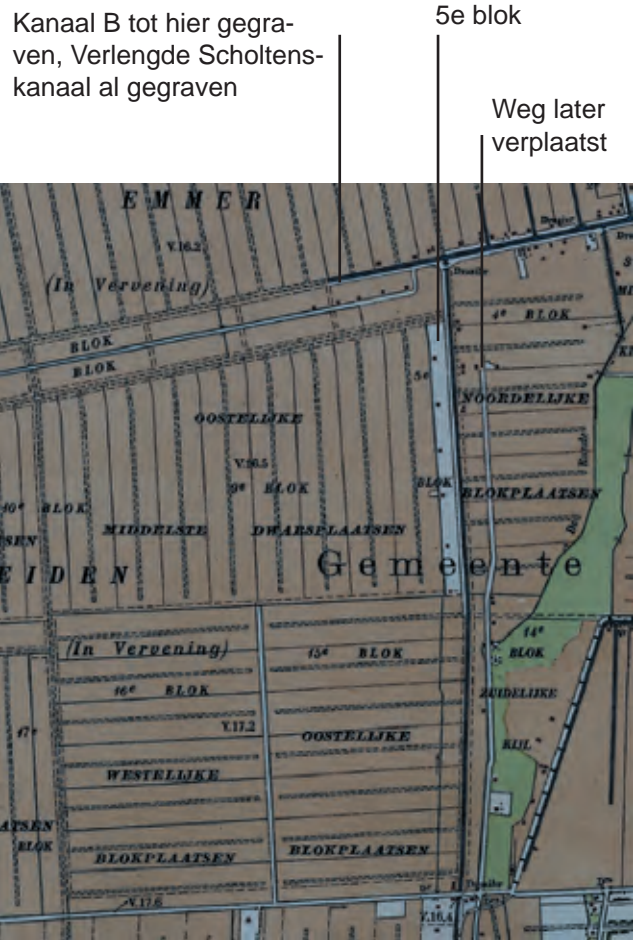 Kanaal B tot hier gegra-
ven, Verlengde Scholtens-
kanaal al gegraven
5e blok
Weg later
verplaatst
EMMER
V.16.2
(In Vervening)
BLOK
BLOK
4e BLOK
5e
NOORDELIJKE
OOSTELIJKE
V.16.5
9e BLOK
BLOK
BLOKPLAATSEN
10e BLOK
MIDDELSTE DWARSPLAATSEN
EIDEN
Gemeente
14e
BLOK
(In Vervening)
15e BLOK
16e BLOK
ZUIDELIJKE
17e
V.17.2
OOSTELIJKE
KIJL
WESTELIJKE
ATSEN
BLOK
BLOKPLAATSEN
BLOKPLAATSEN
V.17.6
V.16.4